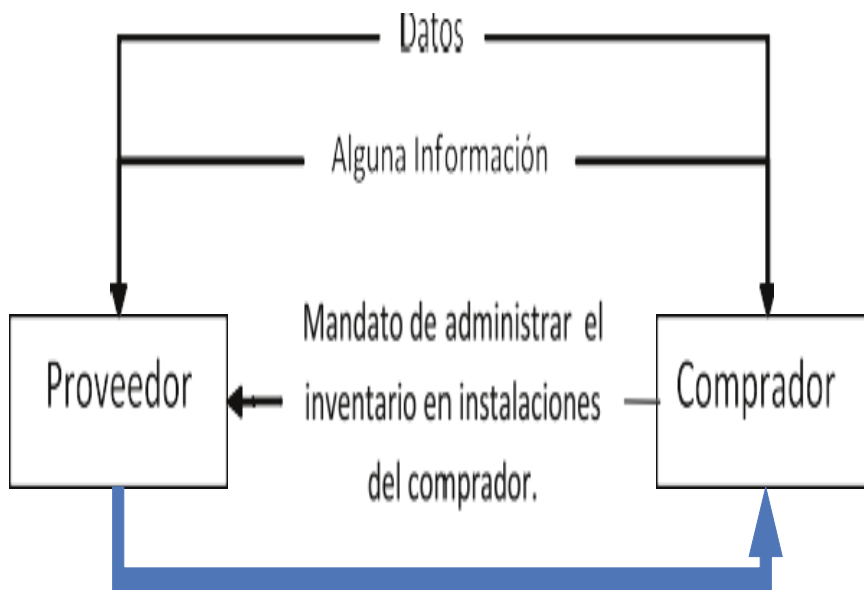 Datos
Alguna Información
Mandato de administrar el
Proveedor
inventario en instalaciones
Comprador
del comprador.